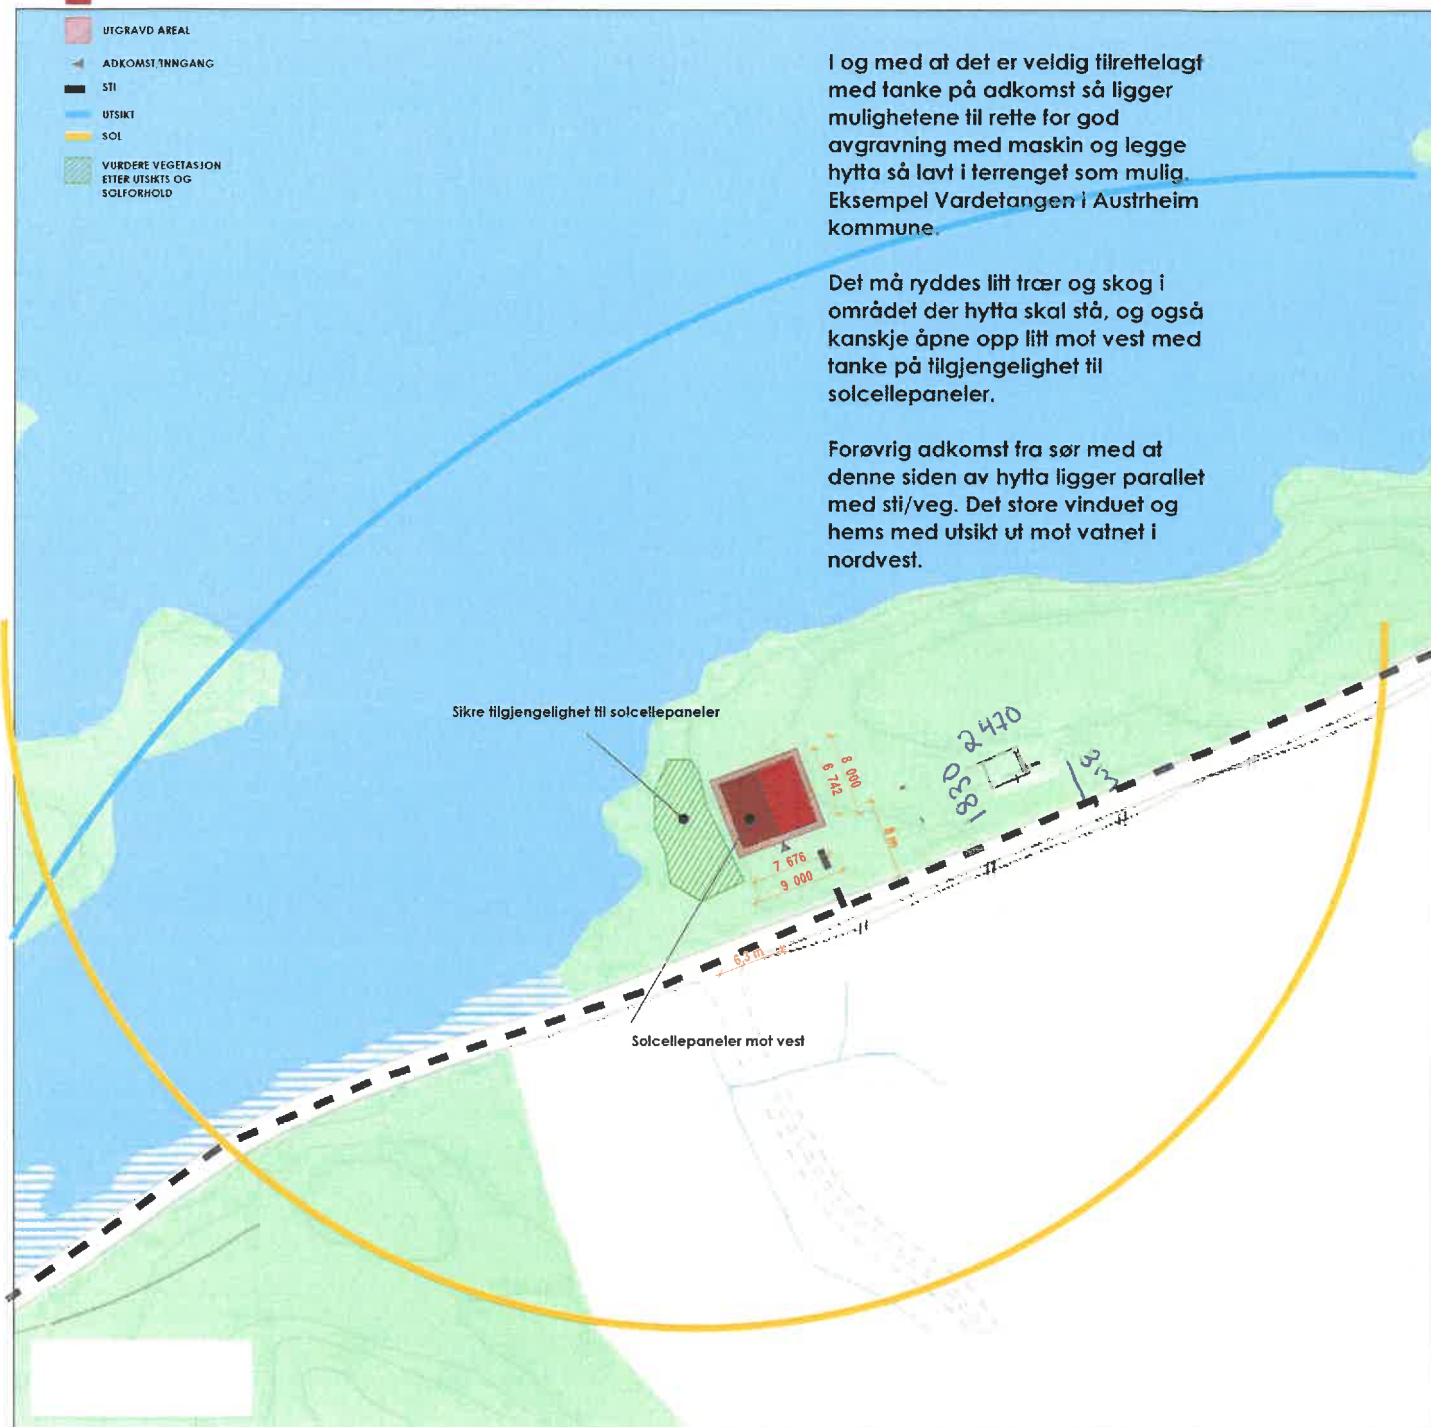 UTGRAVD AREAL
ADKOMST/INNGANG
STI
UTSIKT
SOL
VURDERE VEGETASJON
ETTER UTSIKTS OG
SOLFORHOLD
I og med at det er veldig tilrettelagt
med tanke på adkomst så ligger
mulighetene til rette for god
avgravning med maskin og legge
hytta så lavt i terrenget som mulig.
Eksempel Vardetangen i Austrheim
kommune.
Det må ryddes litt trær og skog i
området der hytta skal stå, og også
kanskje åpne opp litt mot vest med
tanke på tilgjengelighet til
solcellepaneler.
Forøvrig adkomst fra sør med at
denne siden av hytta ligger parallet
med sti/veg. Det store vinduet og
hems med utsikt ut mot vatnet i
nordvest.
Sikre tilgjengelighet til solcellepaneler
8 000
6 742
2470
1830
3m
8 m
7 676
9 000
6,3 m
Solcellepaneler mot vest